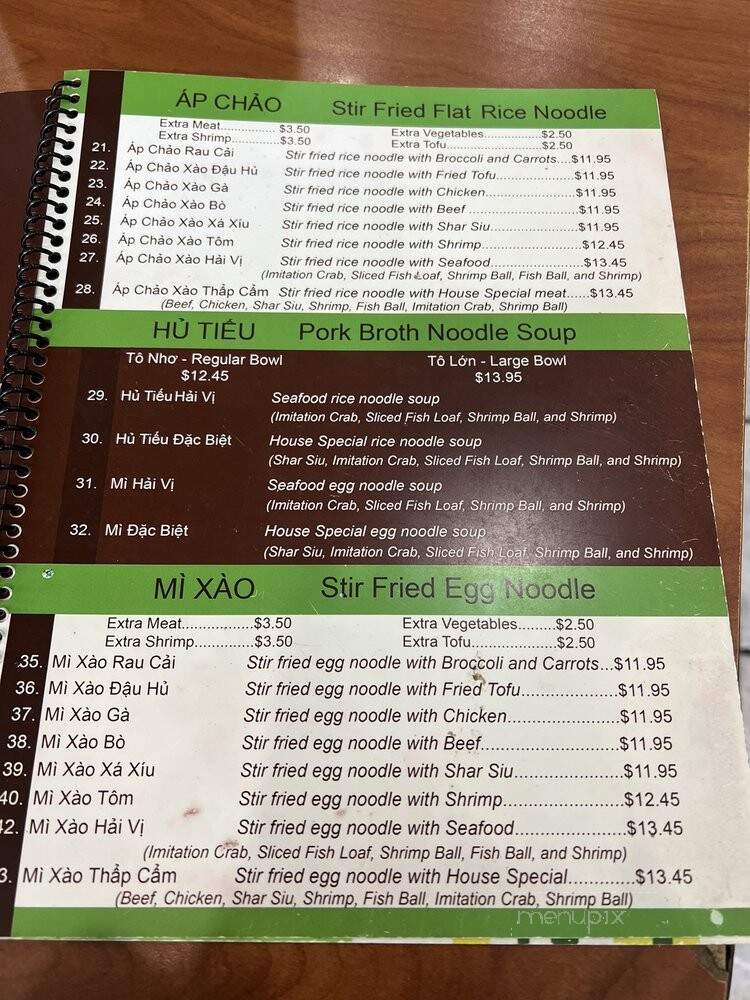 ÁP CHẢO Stir Fried Flat Rice Noodle
Extra Meat.............. $3.50 Extra Vegetables..............$2.50
Extra Shrimp............$3.50 Extra Tofu........................$2.50
21. Áp Chảo Rau Cải Stir fried rice noodle with Broccoli and Carrots....$11.95
22. Áp Chảo Xào Đậu Hủ Stir fried rice noodle with Fried Tofu...................$11.95
23. Áp Chảo Xào Gà Stir fried rice noodle with Chicken......................$11.95
24. Áp Chảo Xào Bò Stir fried rice noodle with Beef ...........................$11.95
25. Áp Chảo Xào Xá Xíu Stir fried rice noodle with Shar Siu.....................$11.95
26. Áp Chảo Xào Tôm Stir fried rice noodle with Shrimp.......................$12.45
27. Áp Chảo Xào Hải Vị Stir fried rice noodle with Seafood.....................$13.45
(Imitation Crab, Sliced Fish Loaf, Shrimp Ball, Fish Ball, and Shrimp)
28. Áp Chảo Xào Thẩp Cẩm Stir fried rice noodle with House Special meat......$13.45
(Beef, Chicken, Shar Siu, Shrimp, Fish Ball, Imitation Crab, Shrimp Ball)
HỦ TIẾU Pork Broth Noodle Soup
Tô Nhơ - Regular Bowl Tô Lớn - Large Bowl
$12.45 $13.95
29. Hủ Tiếu Hải Vị Seafood rice noodle soup
(Imitation Crab, Sliced Fish Loaf, Shrimp Ball, and Shrimp)
30. Hủ Tiếu Đặc Biệt House Special rice noodle soup
(Shar Siu, Imitation Crab, Sliced Fish Loaf, Shrimp Ball, and Shrimp)
31. Mì Hải Vị Seafood egg noodle soup
(Imitation Crab, Sliced Fish Loaf, Shrimp Ball, and Shrimp)
32. Mì Đặc Biệt House Special egg noodle soup
(Shar Siu, Imitation Crab, Sliced Fish Loaf, Shrimp Ball, and Shrimp)
MÌ XÀO Stir Fried Egg Noodle
Extra Meat.................$3.50 Extra Vegetables.........$2.50
Extra Shrimp..............$3.50 Extra Tofu....................$2.50
35. Mì Xào Rau Cải Stir fried egg noodle with Broccoli and Carrots...$11.95
36. Mì Xào Đậu Hủ Stir fried egg noodle with Fried Tofu....................$11.95
37. Mì Xào Gà Stir fried egg noodle with Chicken.......................$11.95
38. Mì Xào Bò Stir fried egg noodle with Beef............................$11.95
39. Mì Xào Xá Xíu Stir fried egg noodle with Shar Siu......................$11.95
40. Mì Xào Tôm Stir fried egg noodle with Shrimp.........................$12.45
42. Mì Xào Hải Vị Stir fried egg noodle with Seafood.......................$13.45
(Imitation Crab, Sliced Fish Loaf, Shrimp Ball, Fish Ball, and Shrimp)
3. Mì Xào Thẩp Cẩm Stir fried egg noodle with House Special.............$13.45
(Beef, Chicken, Shar Siu, Shrimp, Fish Ball, Imitation Crab, Shrimp Ball)
menupix